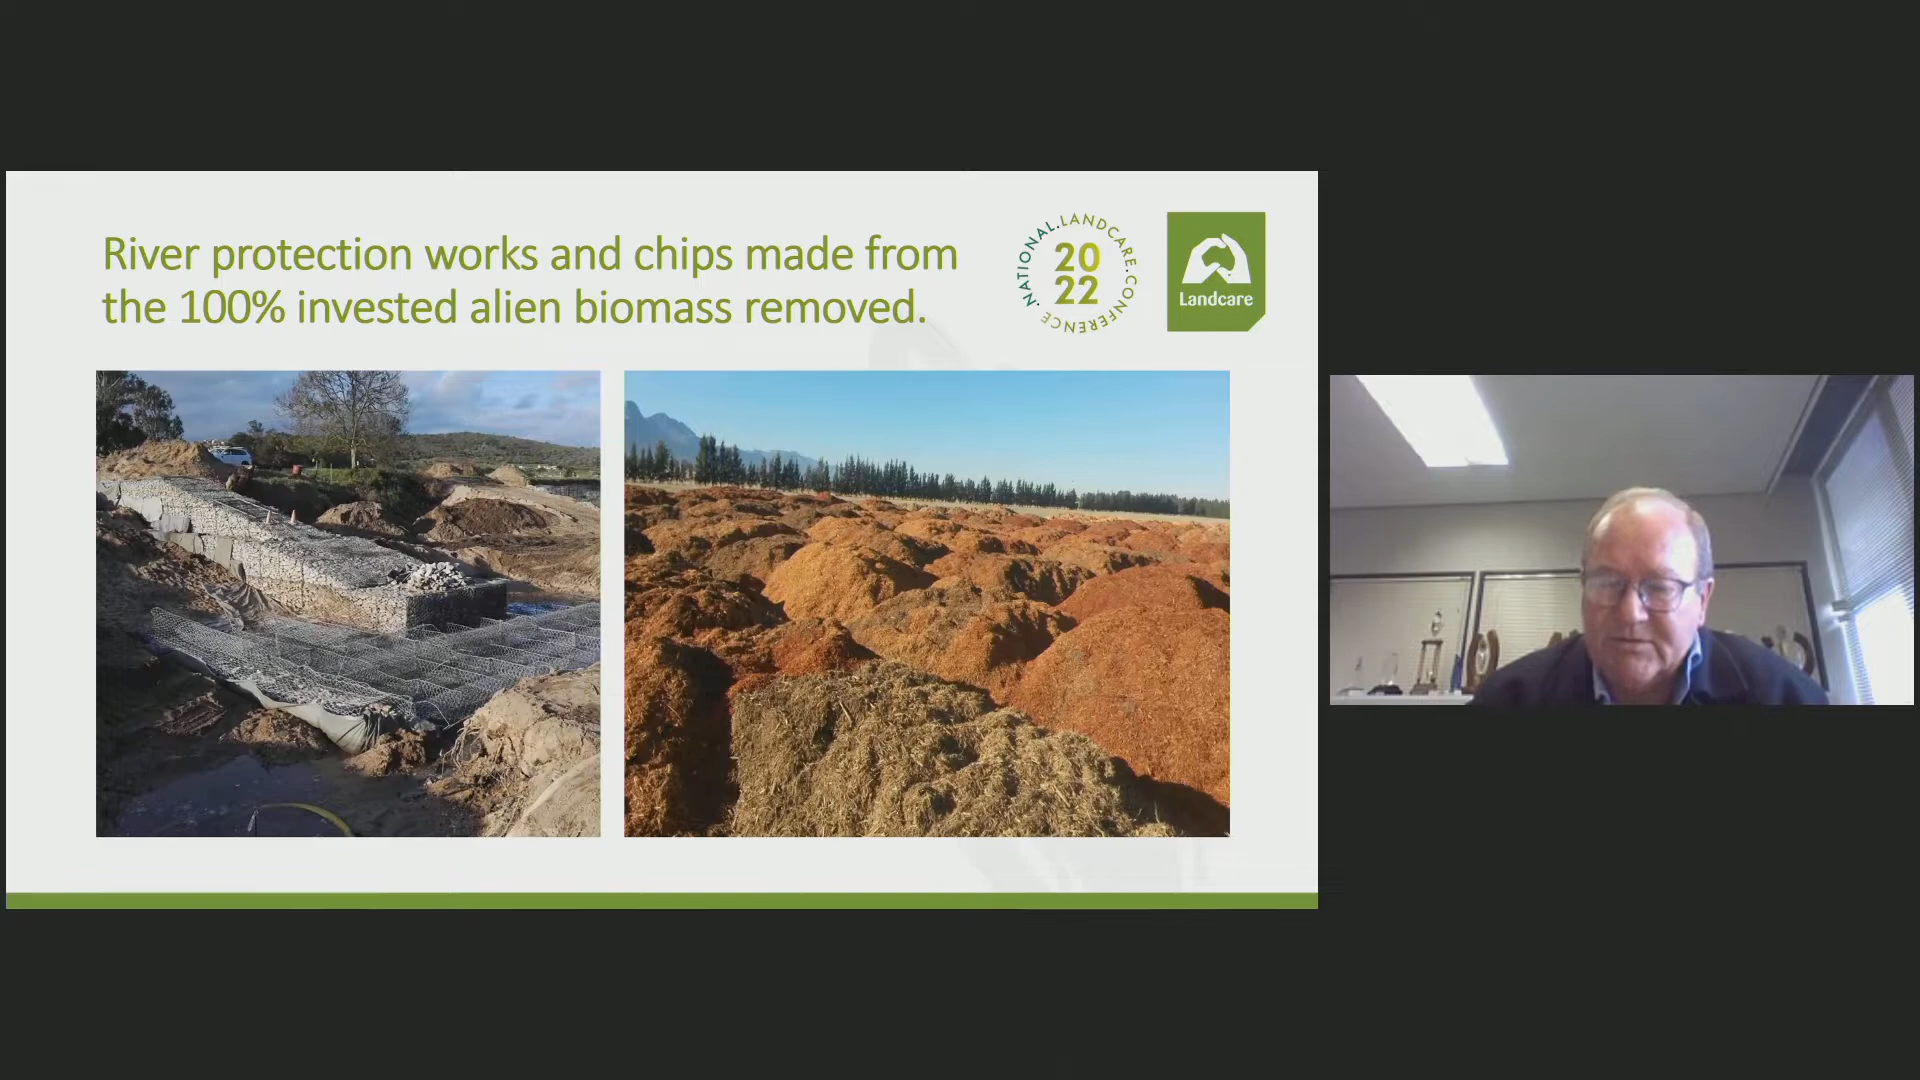 River protection works and chips made from
the 100% invested alien biomass removed.
.NATIONAL.LANDCARE.CONFERENCE
20
22
Landcare